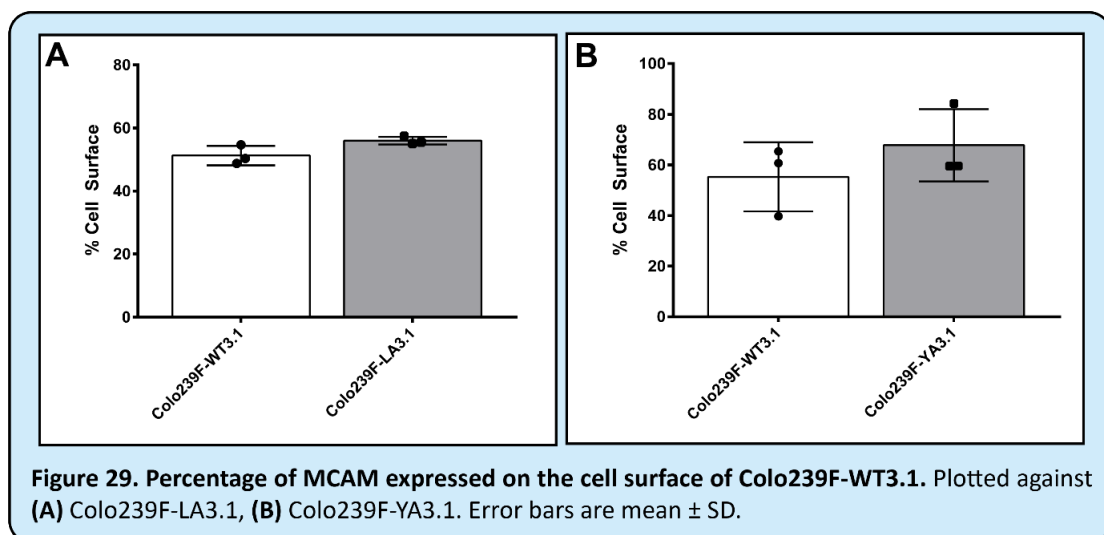 A
80
60
40
20
0
% Cell Surface
Colo239F-WT3.1
Colo239F-LA3.1
B
100
80
60
40
20
0
% Cell Surface
Colo239F-WT3.1
Colo239F-YA3.1
Figure 29. Percentage of MCAM expressed on the cell surface of Colo239F-WT3.1. Plotted against
(A) Colo239F-LA3.1, (B) Colo239F-YA3.1. Error bars are mean ± SD.